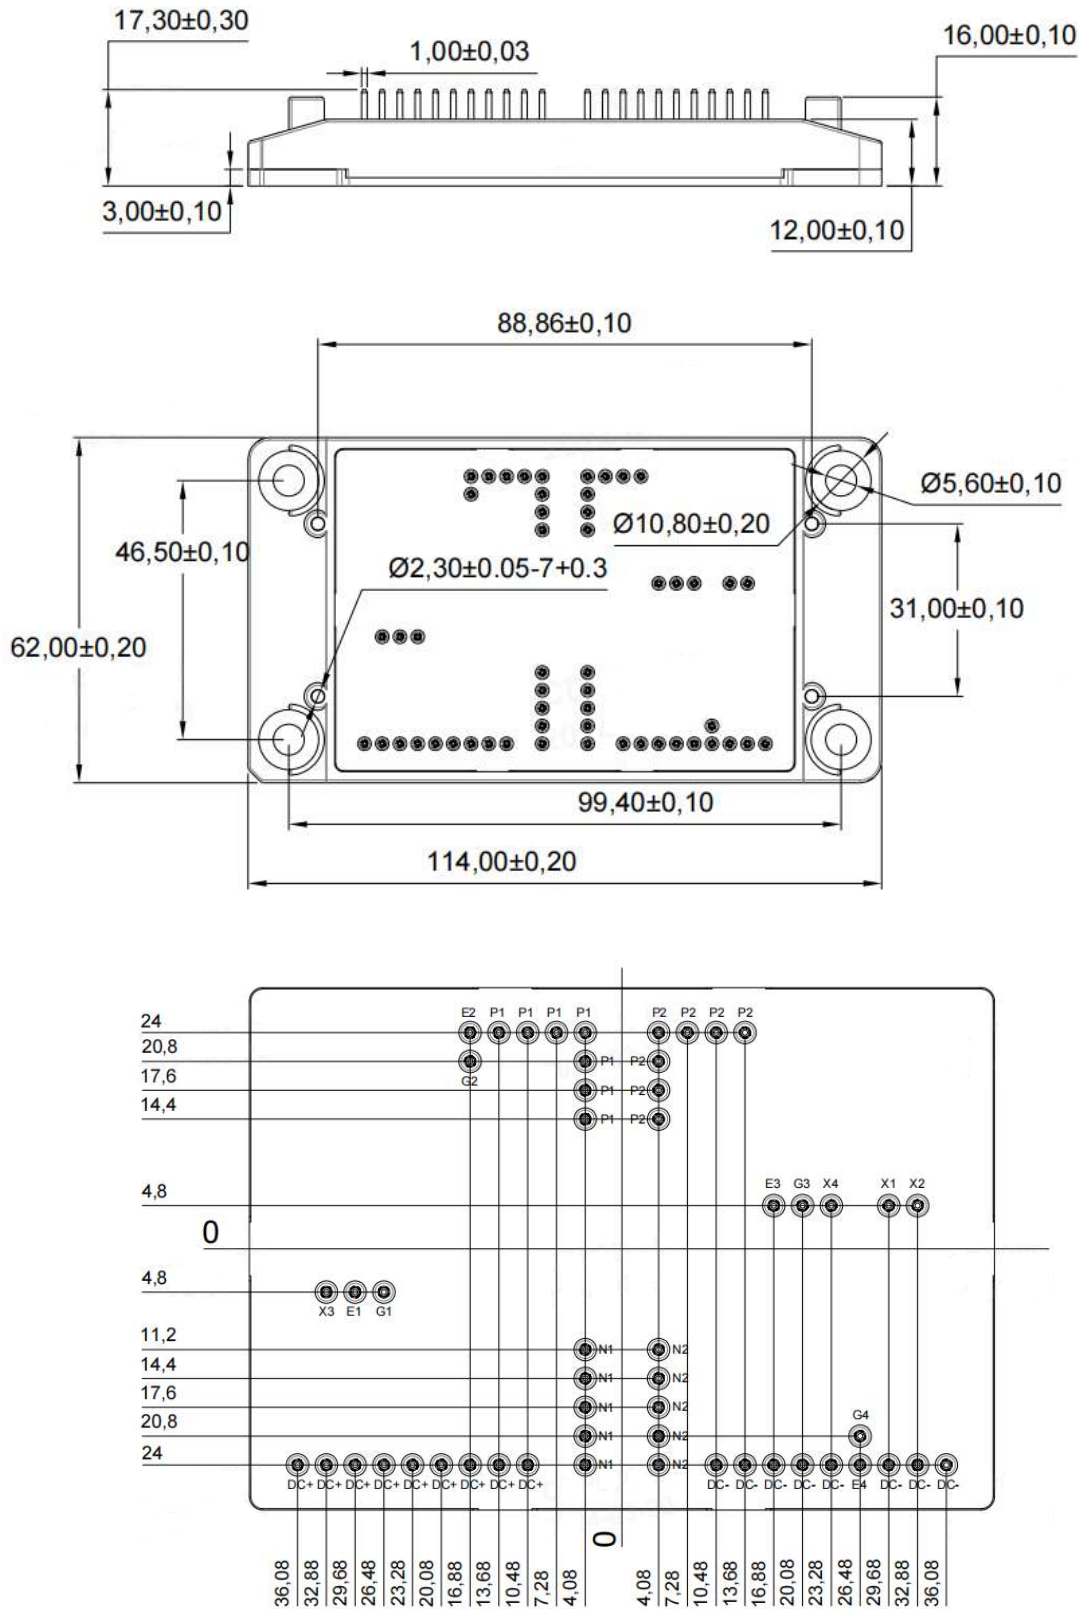 17,30±0,30
1,00±0,03
16,00±0,10
3,00±0,10
12,00±0,10
88,86±0,10
Ø5,60±0,10
Ø10,80±0,20
46,50±0,10
Ø2,30±0.05-7+0.3
31,00±0,10
62,00±0,20
99,40±0,10
114,00±0,20
E2 P1 P1 P1 P1 P2 P2 P2 P2
24
20,8
P1 P2
G2
17,6
P1 P2
14,4
P1 P2
E3 G3 X4 X1 X2
4,8
0
4,8
X3 E1 G1
11,2
N1 N2
14,4
N1 N2
17,6
N1 N2
G4
20,8
N1 N2
24
N1 N2
DC+ DC+ DC+ DC+ DC+ DC+ DC+ DC+ DC+ DC- DC- DC- DC- DC- E4 DC- DC- DC-
0
36,08 32,88 29,68 26,48 23,28 20,08 16,88 13,68 10,48 7,28 4,08 4,08 7,28 10,48 13,68 16,88 20,08 23,28 26,48 29,68 32,88 36,08